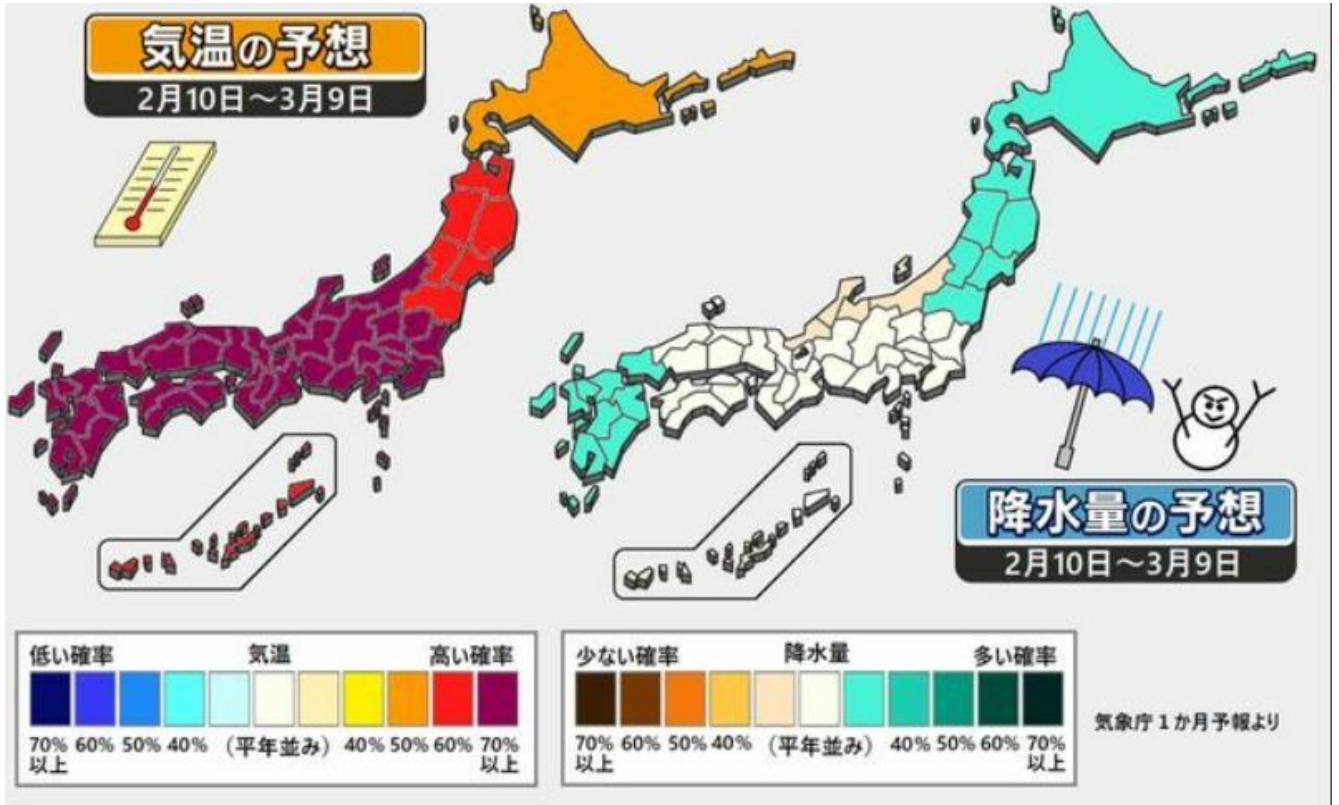 気温の予想
2月10日〜3月9日
降水量の予想
2月10日〜3月9日
低い確率 気温 高い確率
70%以上 60% 50% 40% (平年並み) 40% 50% 60% 70%以上
少ない確率 降水量 多い確率
70%以上 60% 50% 40% (平年並み) 40% 50% 60% 70%以上
気象庁1か月予報より